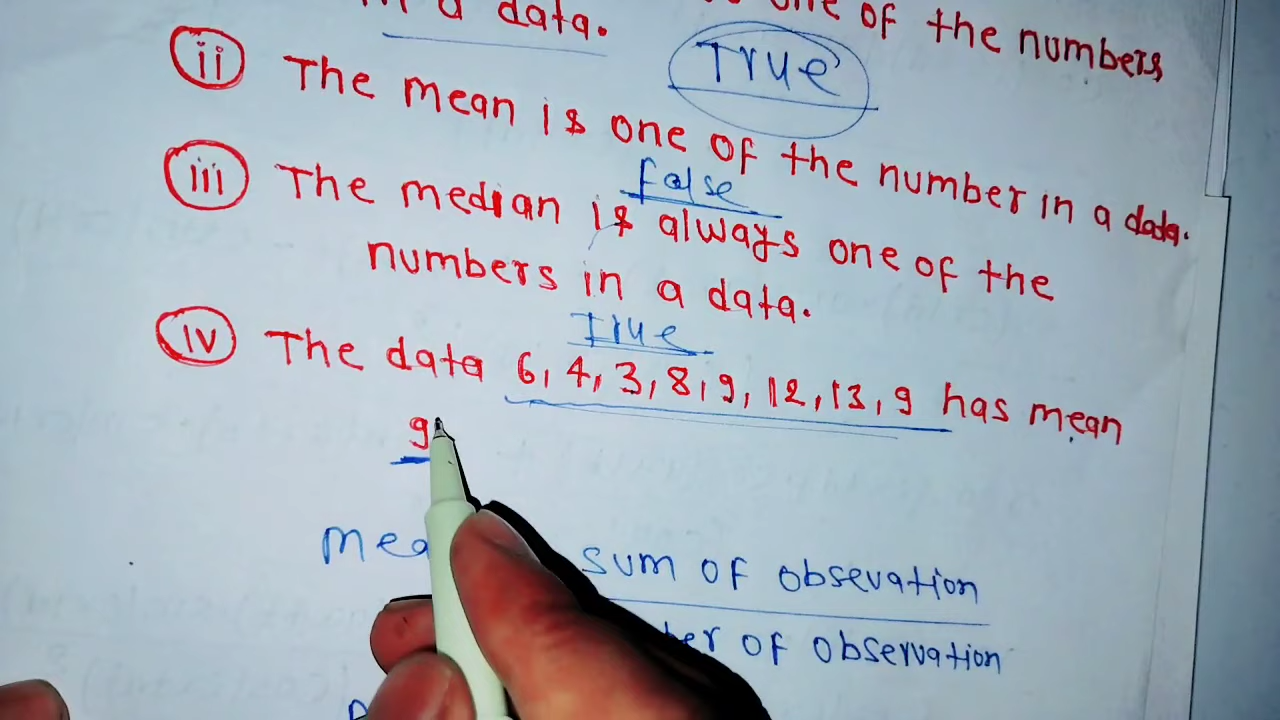 in a data. one of the numbers
True
ii The mean is one of the number in a data.
False
iii The median is always one of the
numbers in a data.
True
iv The data 6, 4, 3, 8, 9, 12, 13, 9 has mean
9
sum of obsevation
of observation